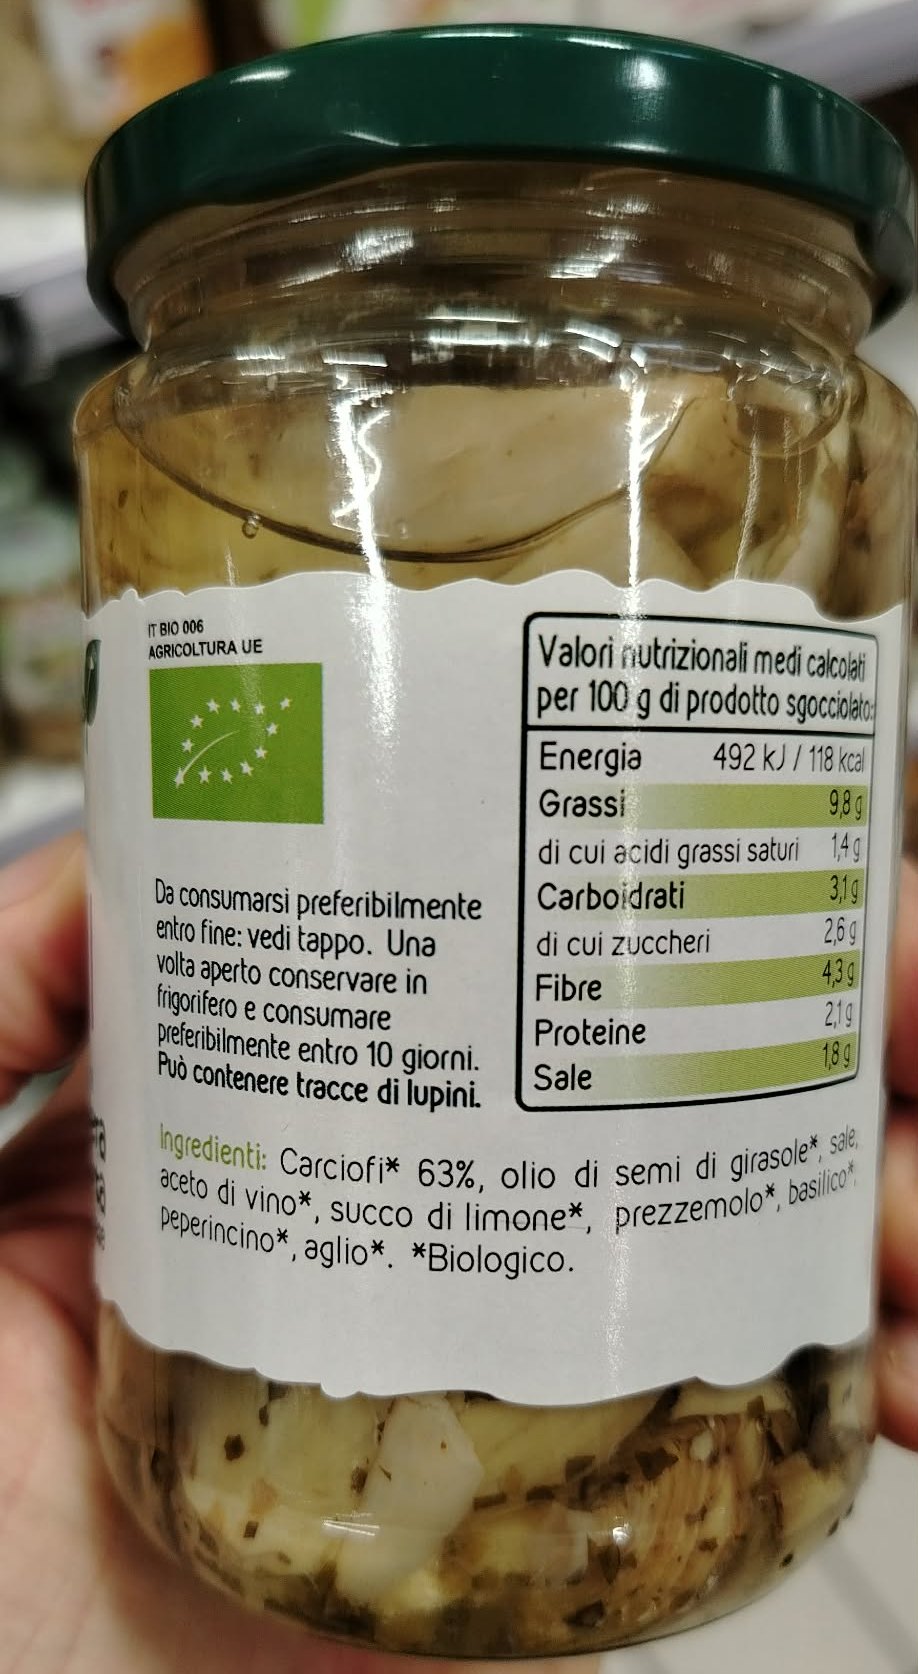 IT BIO 006
AGRICOLTURA UE
Da consumarsi preferibilmente
entro fine: vedi tappo. Una
volta aperto conservare in
frigorifero e consumare
preferibilmente entro 10 giorni.
Può contenere tracce di lupini.
Valori nutrizionali medi calcolati
per 100 g di prodotto sgocciolato:
Energia 492 kJ / 118 kcal
Grassi 9,8 g
di cui acidi grassi saturi 1,4 g
Carboidrati 3,1 g
di cui zuccheri 2,6 g
Fibre 4,3 g
Proteine 2,1 g
Sale 1,8 g
Ingredienti: Carciofi* 63%, olio di semi di girasole*, sale,
aceto di vino*, succo di limone*, prezzemolo*, basilico*,
peperincino*, aglio*. *Biologico.